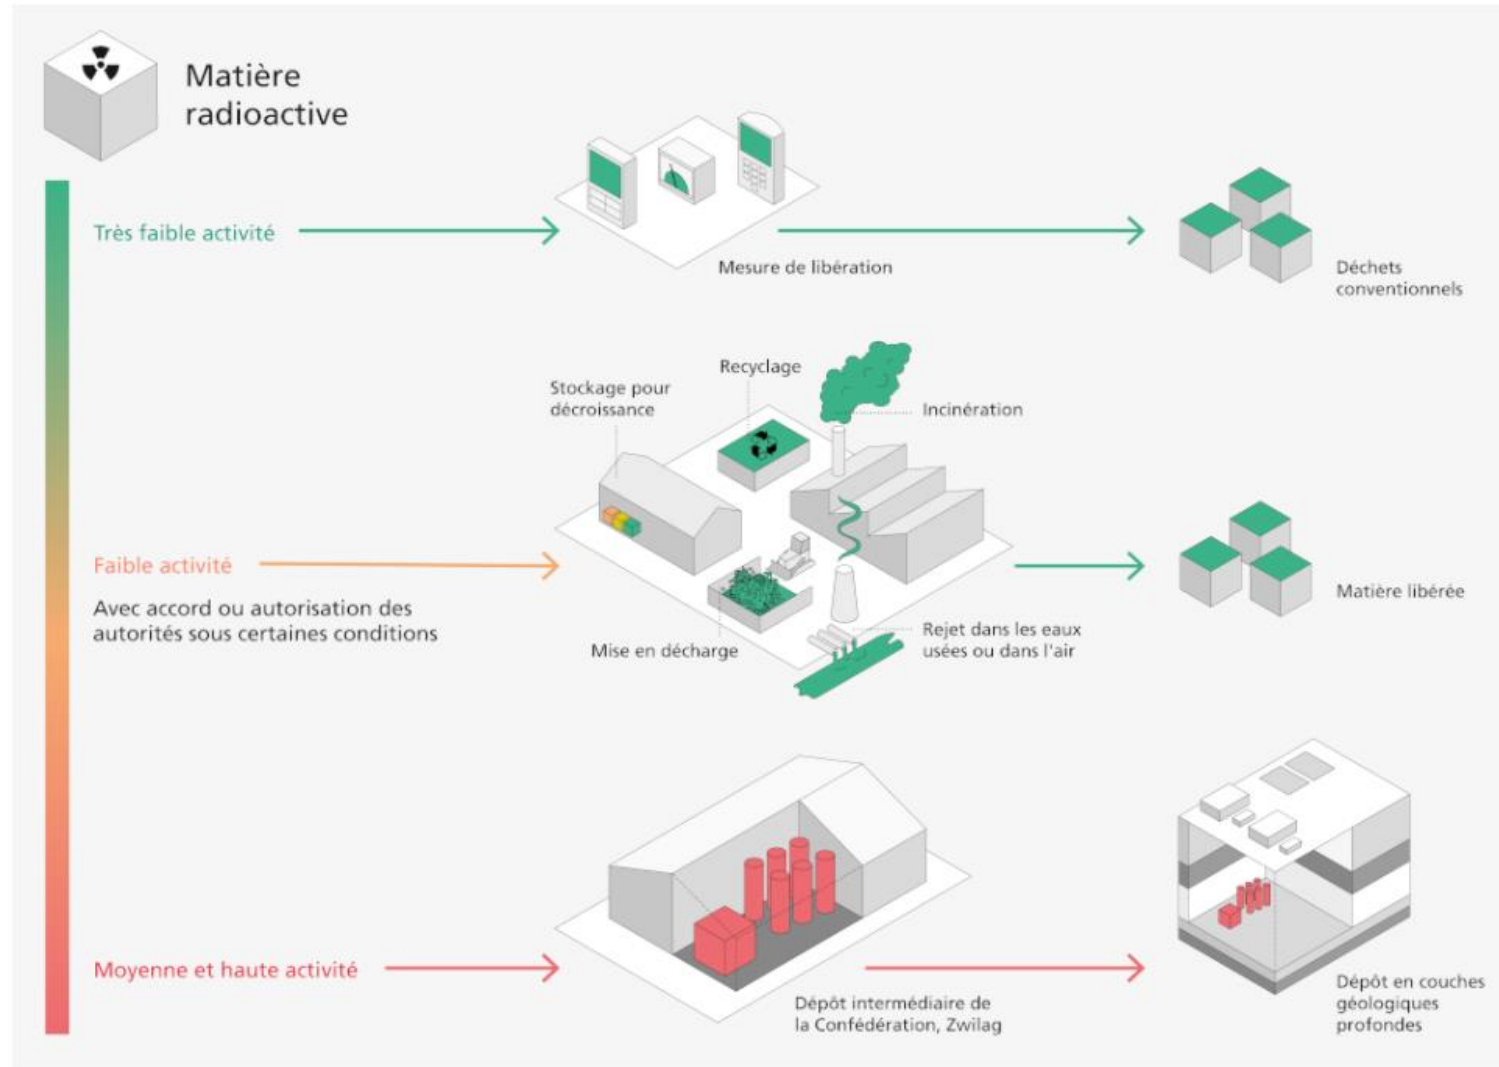 Matière
radioactive
Très faible activité
Mesure de libération
Déchets
conventionnels
Recyclage
Stockage pour
décroissance
Incinération
Faible activité
Avec accord ou autorisation des
autorités sous certaines conditions
Mise en décharge
Rejet dans les eaux
usées ou dans l'air
Matière libérée
Moyenne et haute activité
Dépôt intermédiaire de
la Confédération, Zwilag
Dépôt en couches
géologiques
profondes